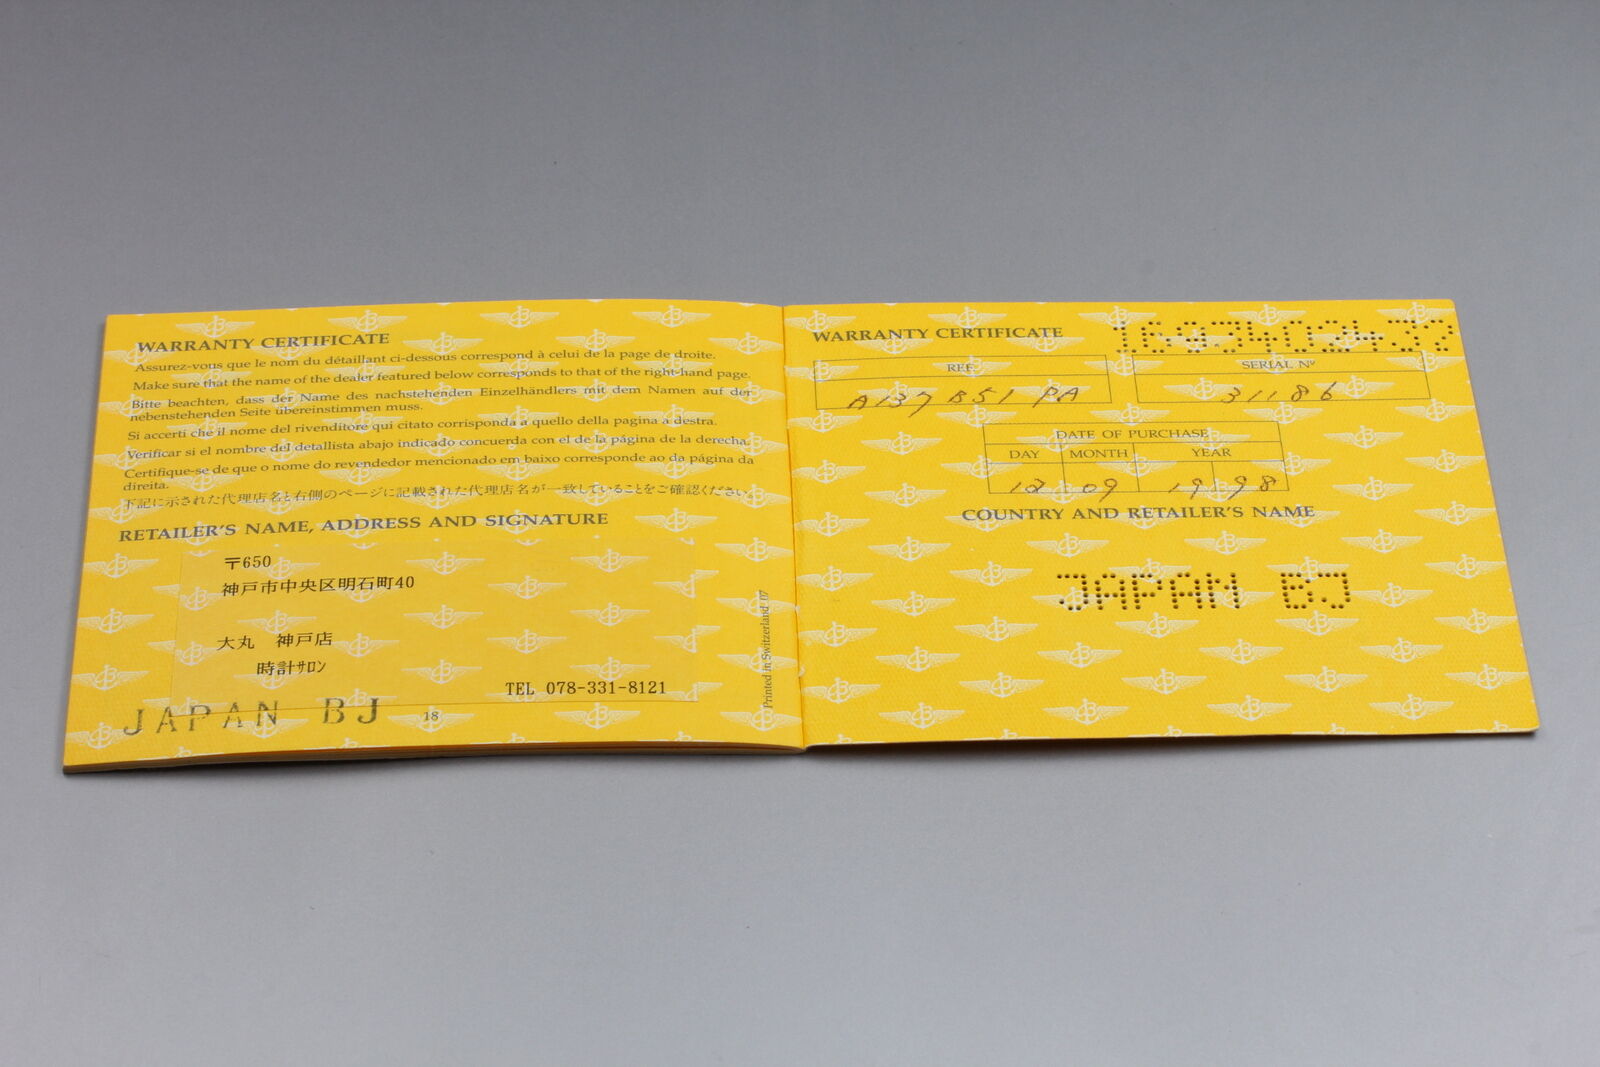 WARRANTY CERTIFICATE
Assurez-vous que le nom du détaillant ci-dessous correspond à celui de la page de droite.
Make sure that the name of the dealer featured below corresponds to that of the right-hand page.
Bitte beachten, dass der Name des nachstehenden Einzelhändlers mit dem Namen auf der
nebenstehenden Seite übereinstimmen muss.
Si accerti che il nome del rivenditore qui citato corrisponda a quello della pagina a destra.
Verificar si el nombre del detallista abajo indicado concuerda con el de la página de la derecha.
Certifique-se de que o nome do revendedor mencionado em baixo corresponde ao da página da
direita.
下記に示された代理店名と右側のページに記載された代理店名が一致していることをご確認ください。
RETAILER'S NAME, ADDRESS AND SIGNATURE
〒650
神戸市中央区明石町40
大丸 神戸店
時計ｻﾛﾝ
TEL 078-331-8121
JAPAN BJ
18
Printed in Switzerland 07
WARRANTY CERTIFICATE
REF.
A137 B51 PA
SERIAL Nº
31186
DATE OF PURCHASE
DAY MONTH YEAR
12 09 19 98
COUNTRY AND RETAILER'S NAME
JAPAN BJ